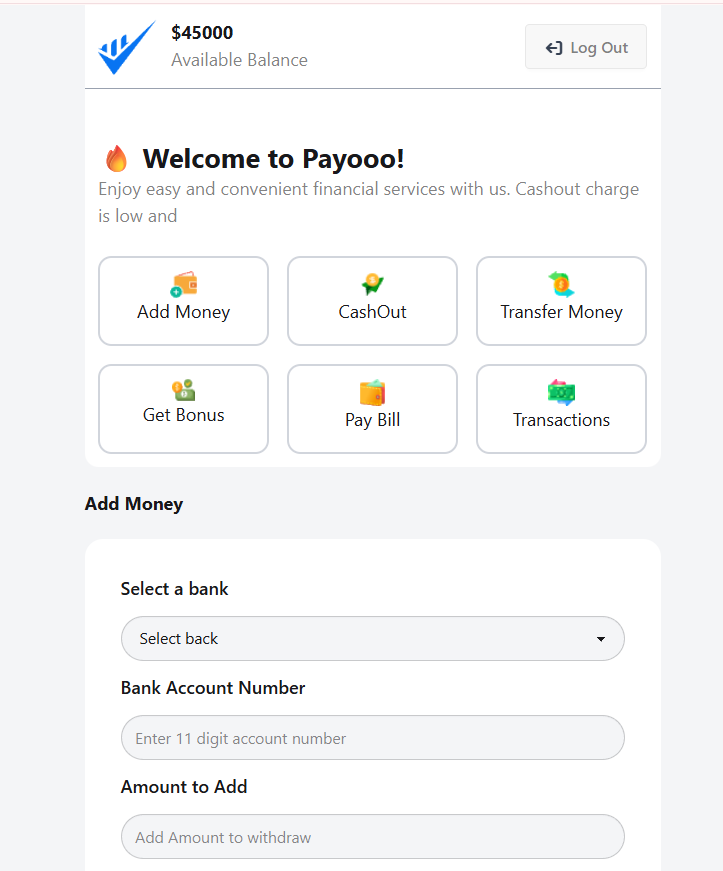 $45000
Available Balance
Log Out
Welcome to Payooo!
Enjoy easy and convenient financial services with us. Cashout charge
is low and
Add Money
CashOut
Transfer Money
Get Bonus
Pay Bill
Transactions
Add Money
Select a bank
Select back
Bank Account Number
Enter 11 digit account number
Amount to Add
Add Amount to withdraw